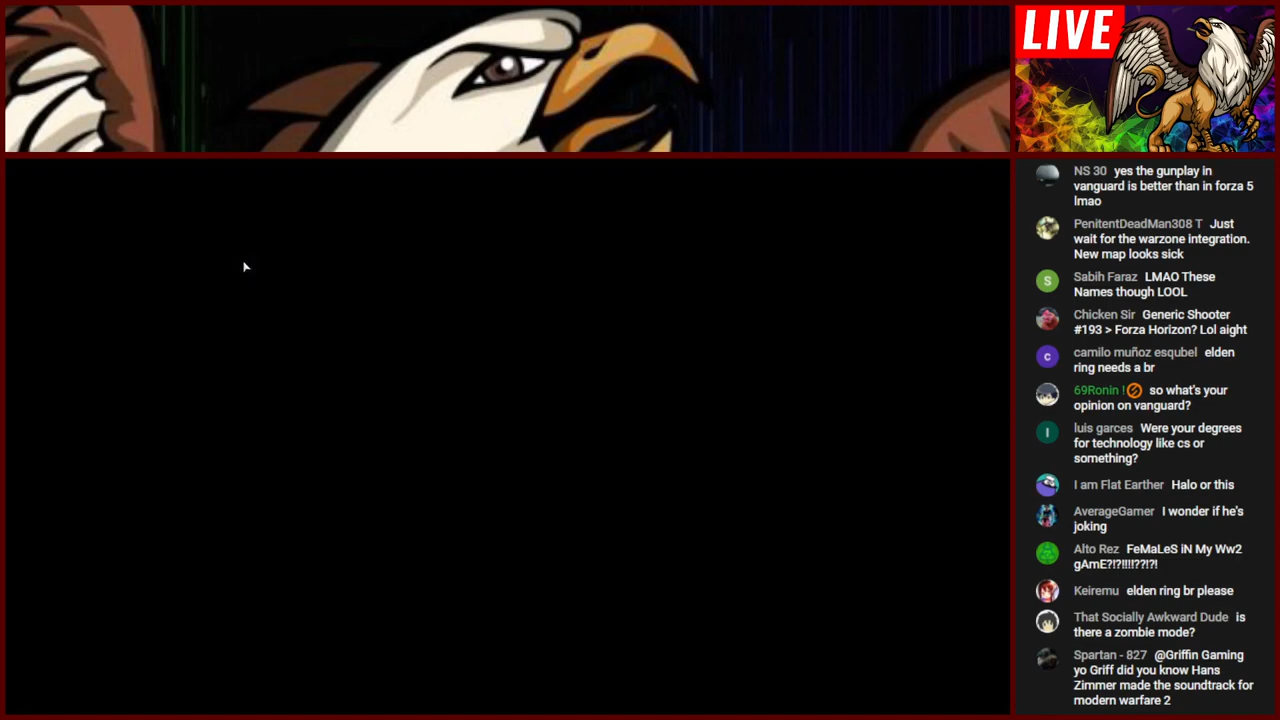 LIVE
NS 30 yes the gunplay in
vanguard is better than in forza 5
lmao
PenitentDeadMan308 T Just
wait for the warzone integration.
New map looks sick
S
Sabih Faraz LMAO These
Names though LOOL
Chicken Sir Generic Shooter
#193 > Forza Horizon? Lol aight
c
camilo muñoz esqubel elden
ring needs a br
69Ronin ! so what's your
opinion on vanguard?
l
luis garces Were your degrees
for technology like cs or
something?
I am Flat Earther Halo or this
AverageGamer I wonder if he's
joking
Alto Rez FeMaLeS iN My Ww2
gAmE?!?!!!!??!?!
Keiremu elden ring br please
That Socially Awkward Dude is
there a zombie mode?
Spartan - 827 @Griffin Gaming
yo Griff did you know Hans
Zimmer made the soundtrack for
modern warfare 2